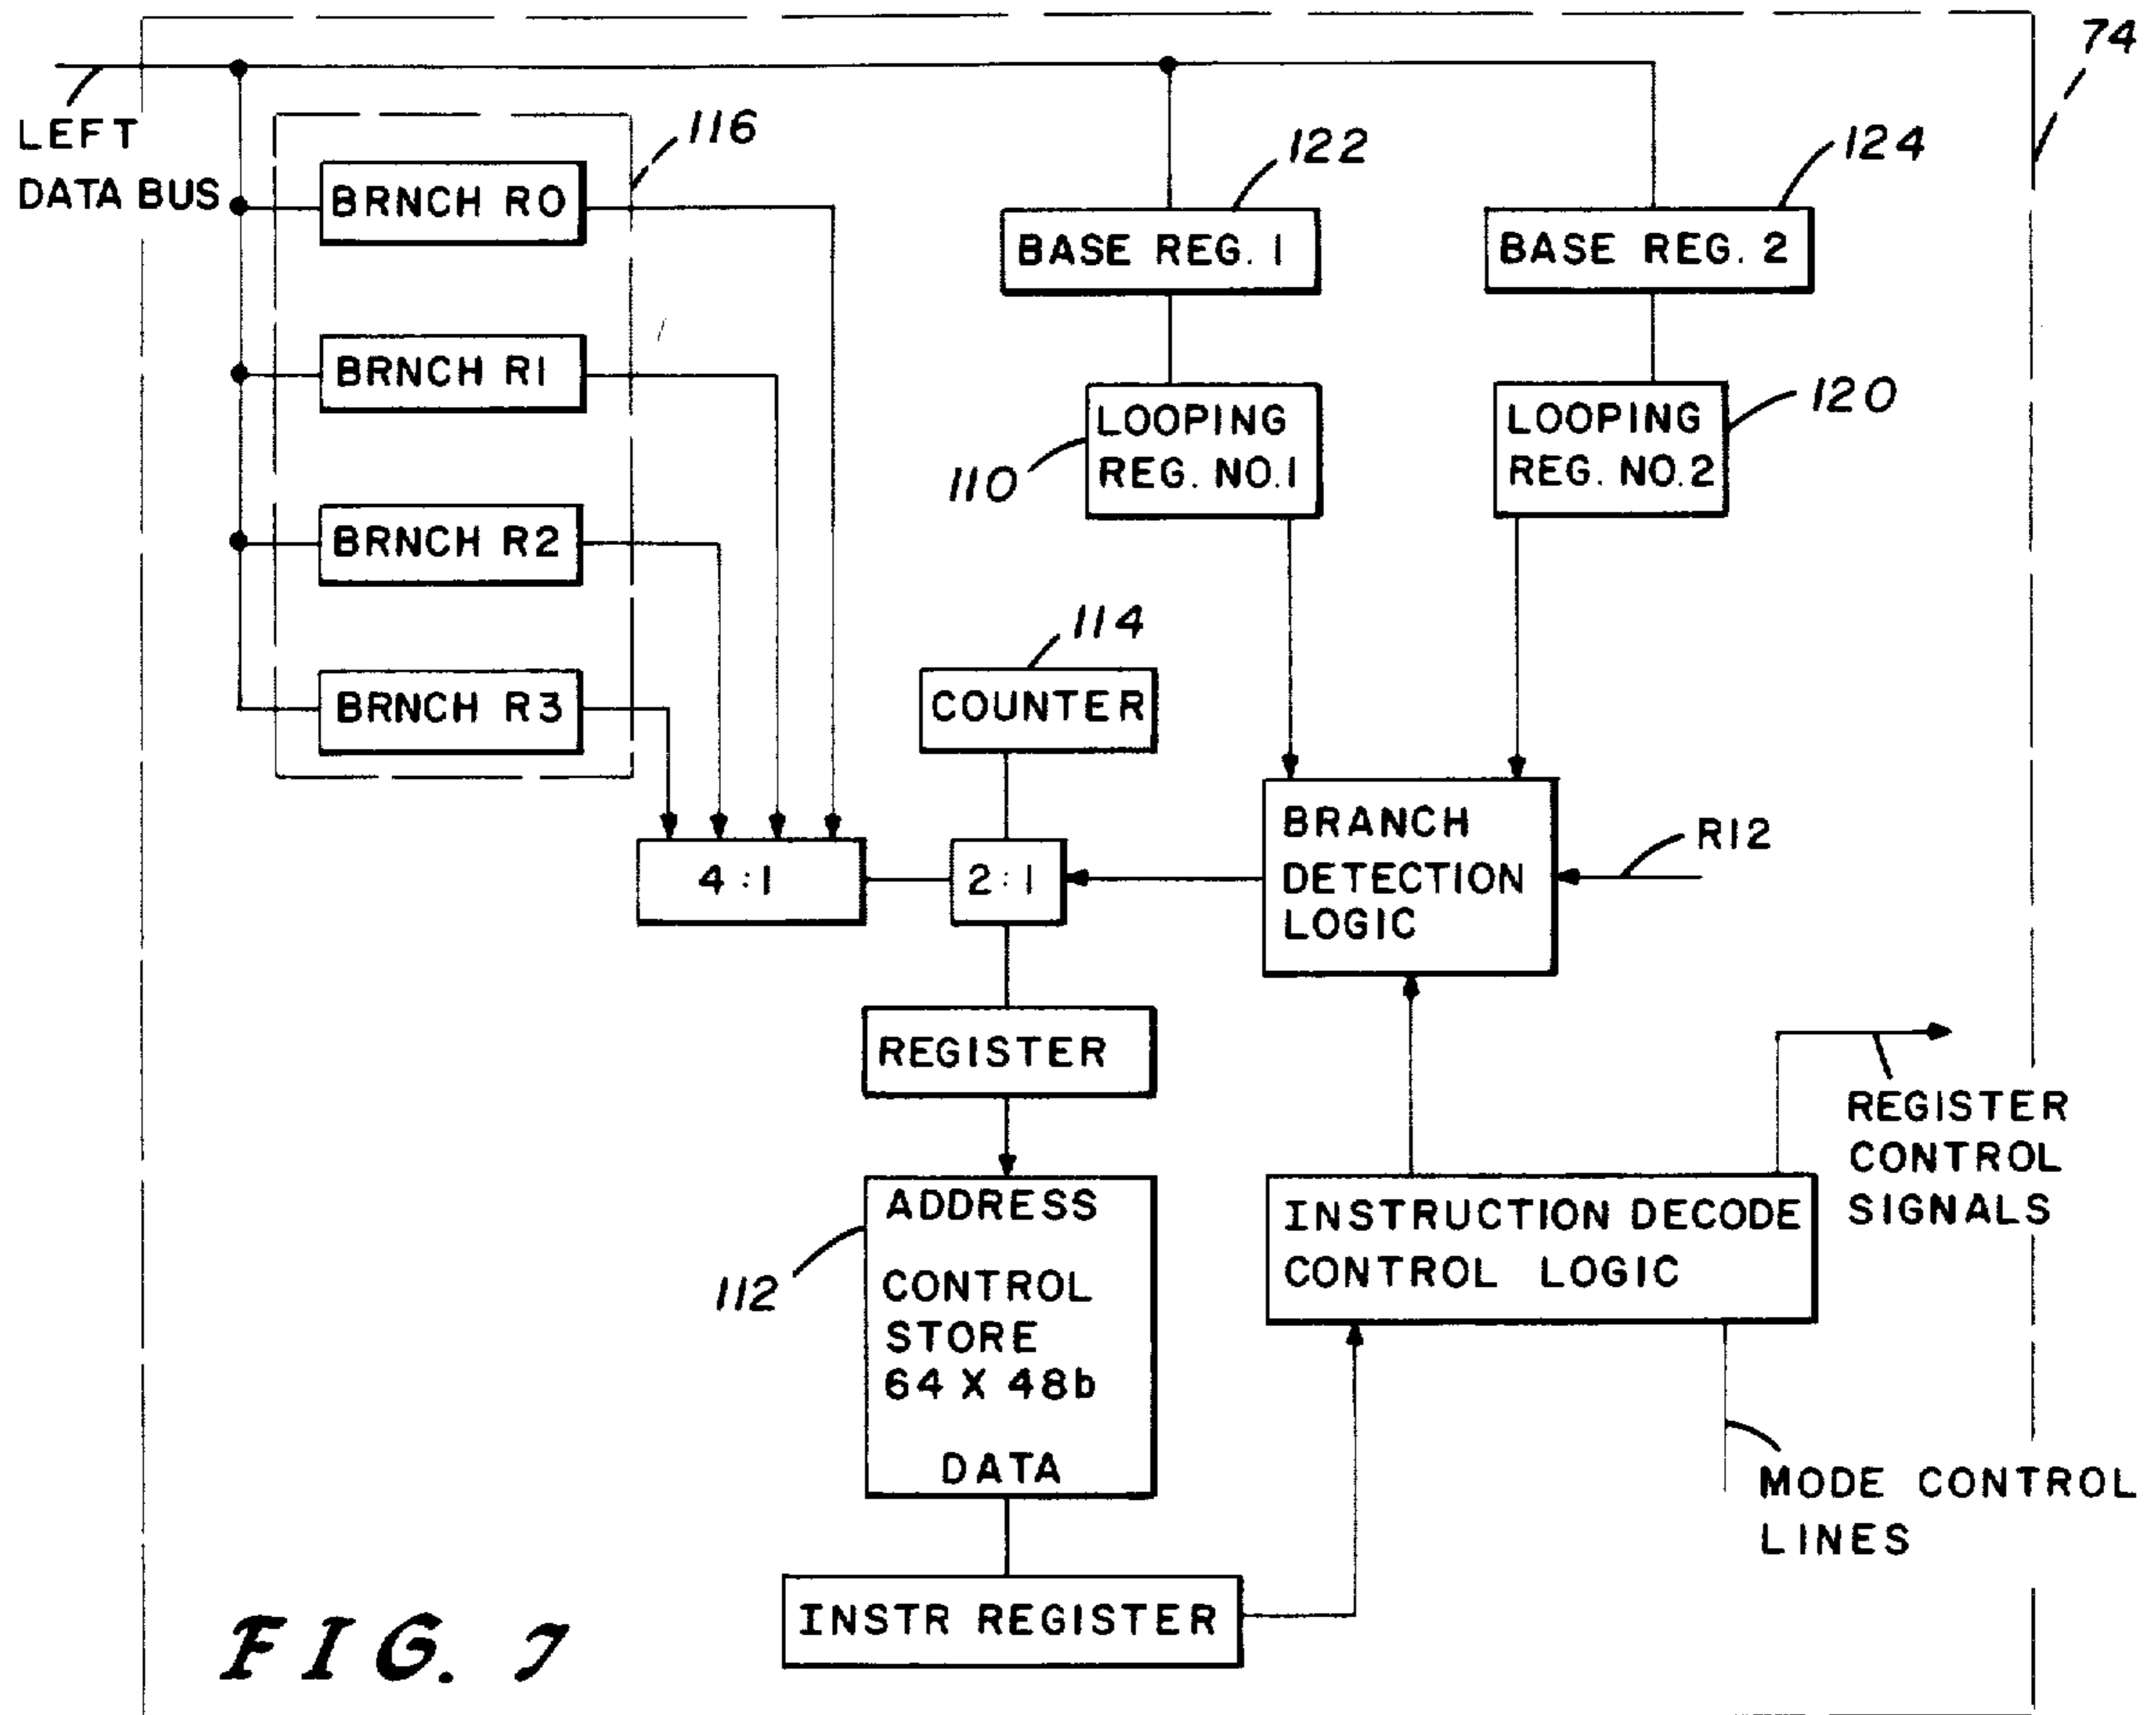 74
LEFT
DATA BUS
116
BRNCH R0
BRNCH R1
BRNCH R2
BRNCH R3
122
BASE REG. 1
124
BASE REG. 2
110
LOOPING
REG. NO.1
120
LOOPING
REG. NO.2
114
COUNTER
4:1
2:1
BRANCH
DETECTION
LOGIC
R12
REGISTER
REGISTER
CONTROL
SIGNALS
112
ADDRESS
CONTROL
STORE
64 X 48b
DATA
INSTRUCTION DECODE
CONTROL LOGIC
MODE CONTROL
LINES
INSTR REGISTER
FIG. 7